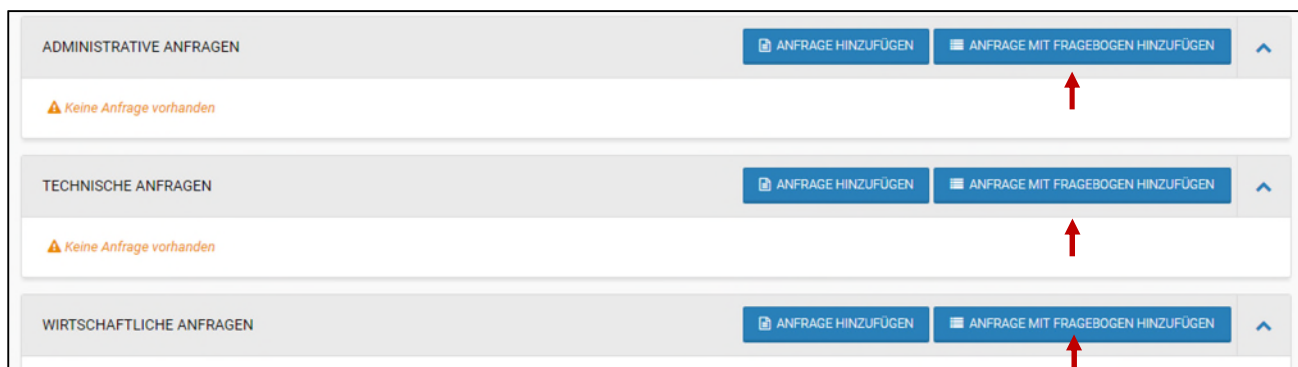 ADMINISTRATIVE ANFRAGEN ANFRAGE HINZUFÜGEN ANFRAGE MIT FRAGEBOGEN HINZUFÜGEN
Keine Anfrage vorhanden
TECHNISCHE ANFRAGEN ANFRAGE HINZUFÜGEN ANFRAGE MIT FRAGEBOGEN HINZUFÜGEN
Keine Anfrage vorhanden
WIRTSCHAFTLICHE ANFRAGEN ANFRAGE HINZUFÜGEN ANFRAGE MIT FRAGEBOGEN HINZUFÜGEN